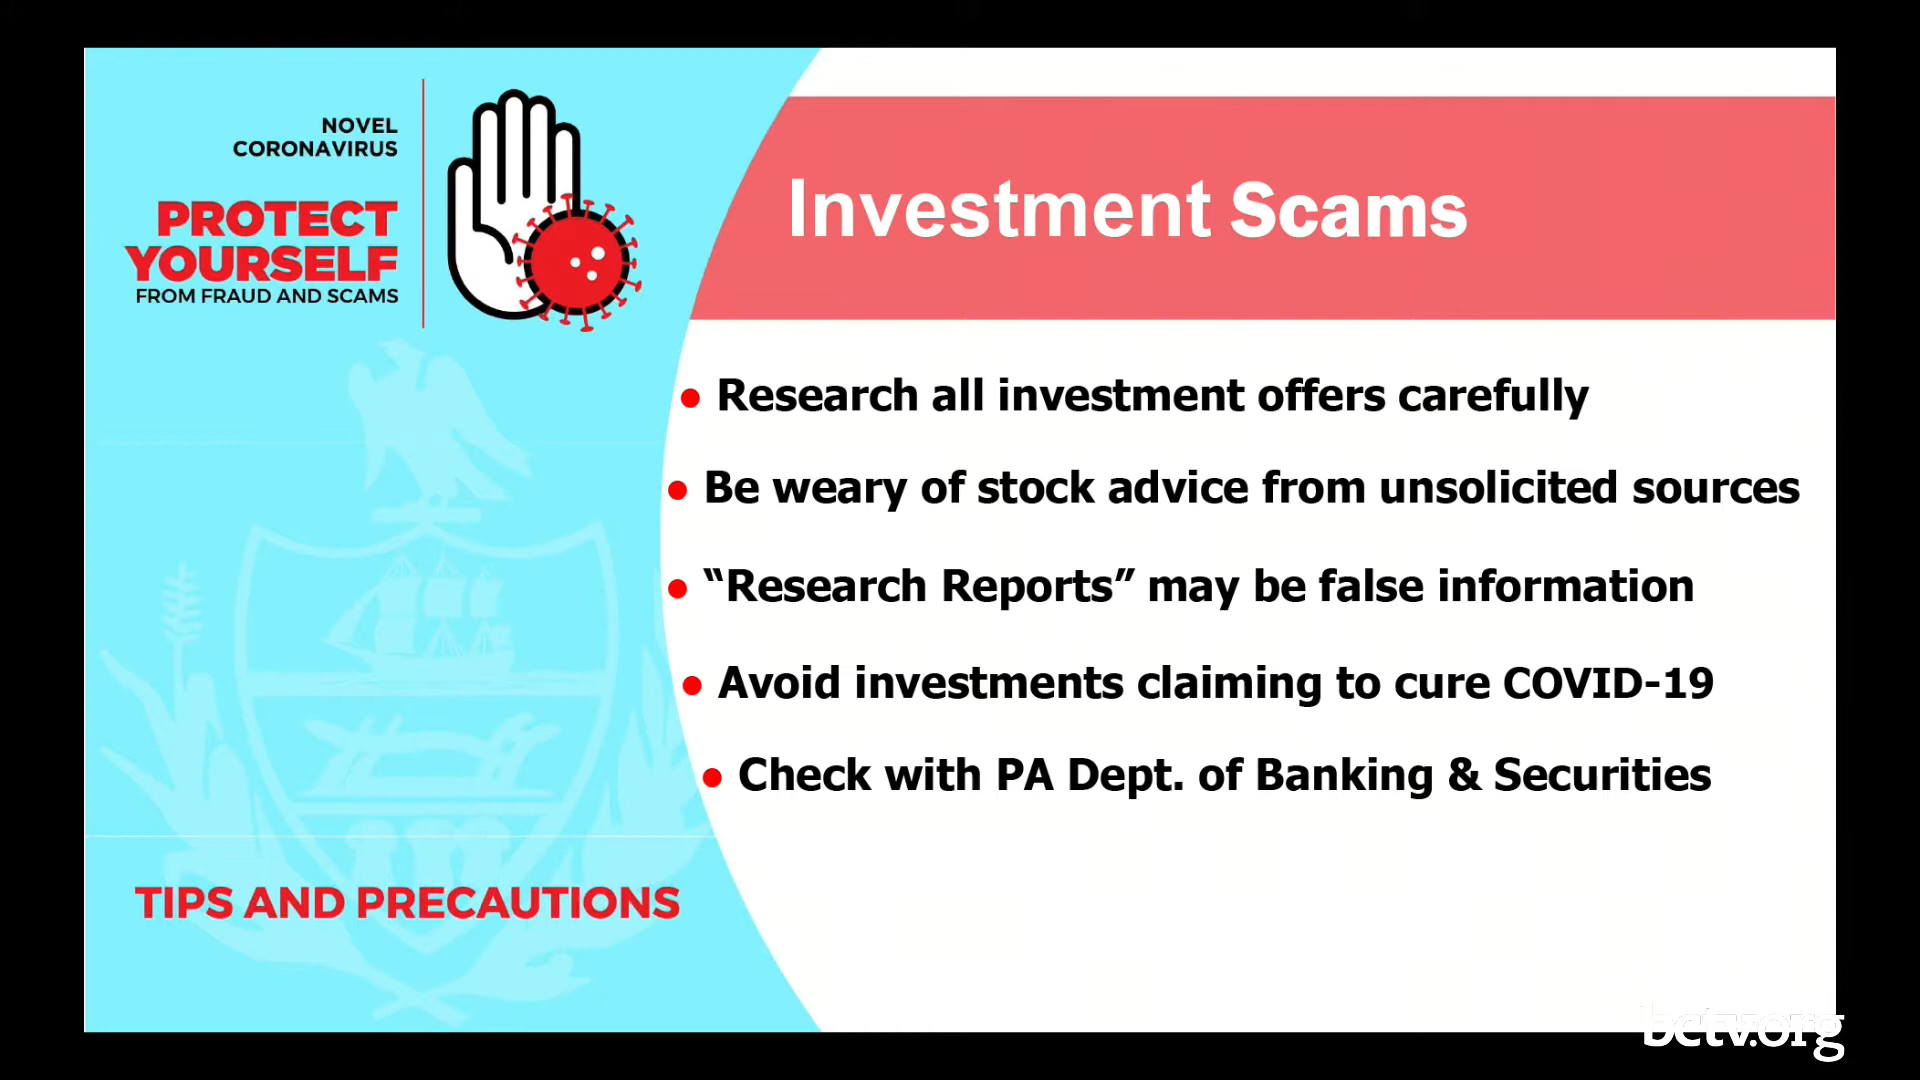 NOVEL
CORONAVIRUS
PROTECT
YOURSELF
FROM FRAUD AND SCAMS
Investment Scams
• Research all investment offers carefully
• Be weary of stock advice from unsolicited sources
• “Research Reports” may be false information
• Avoid investments claiming to cure COVID-19
• Check with PA Dept. of Banking & Securities
TIPS AND PRECAUTIONS
bctv.org